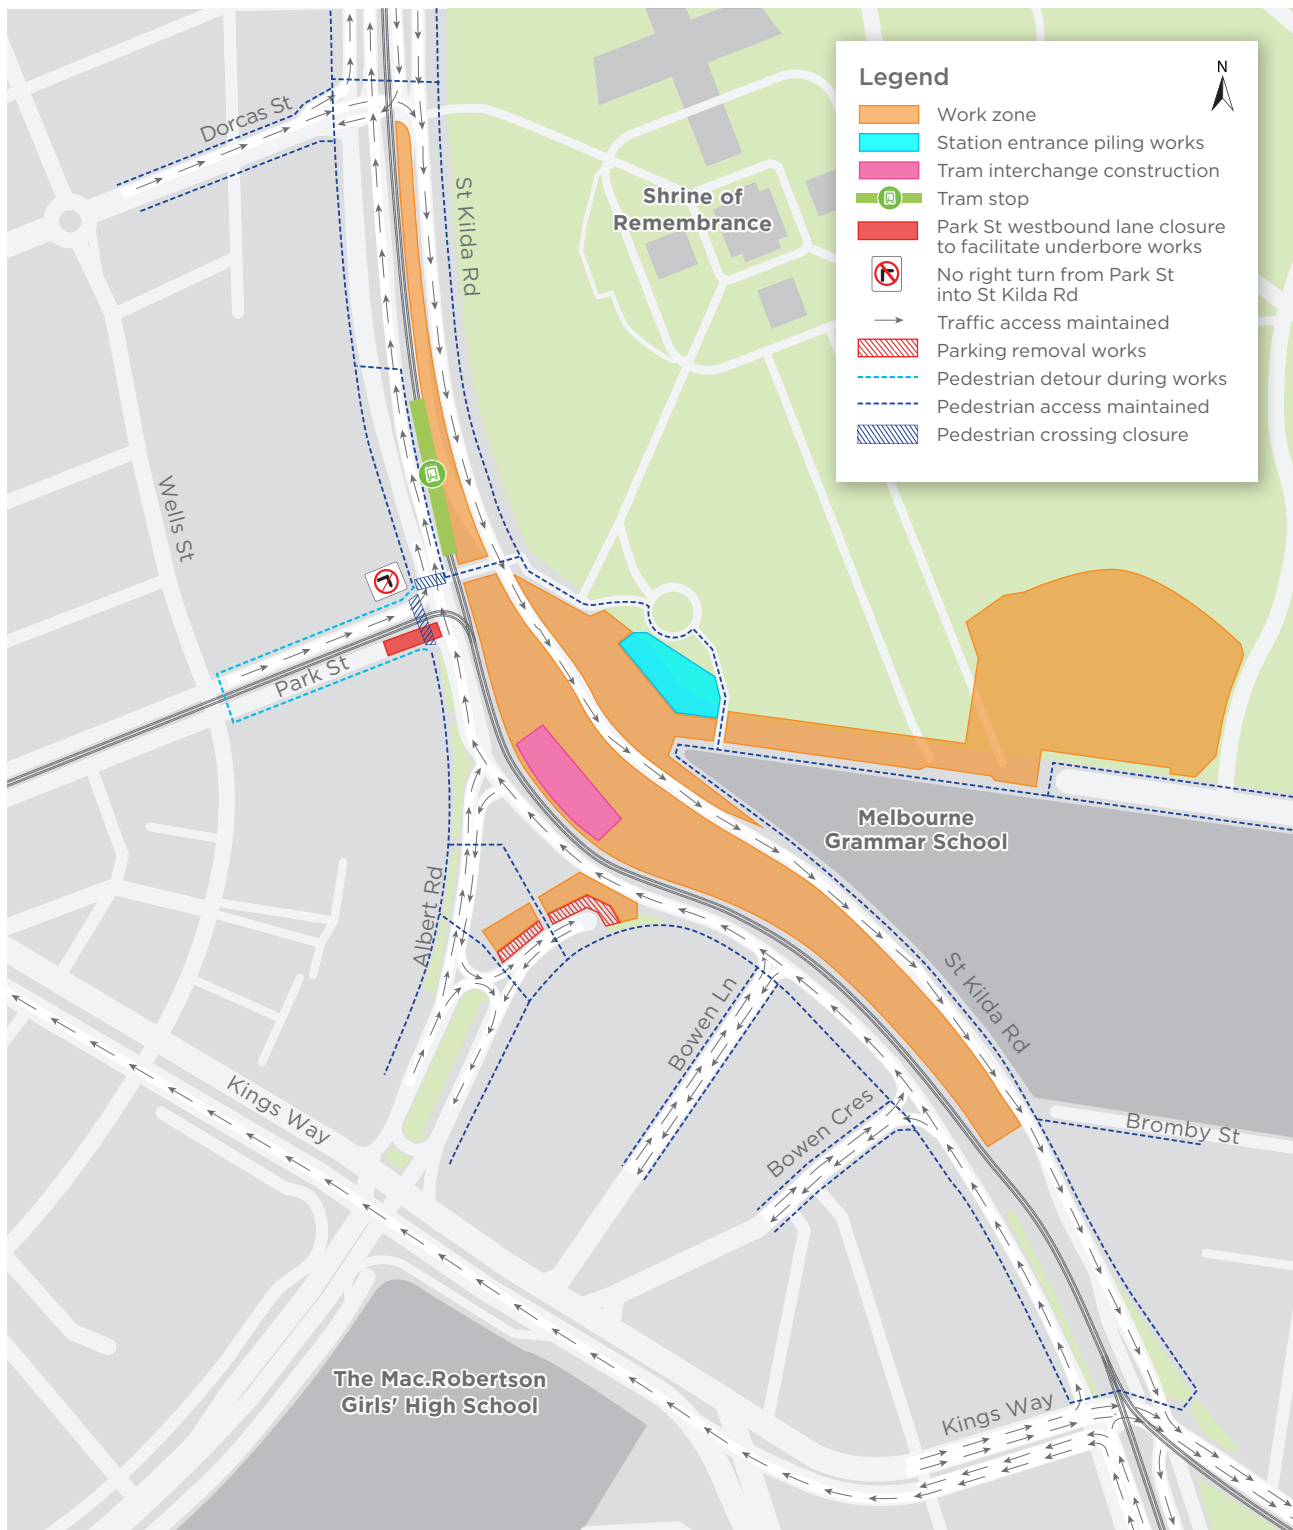 Legend
N
Work zone
Station entrance piling works
Tram interchange construction
Tram stop
Park St westbound lane closure
to facilitate underbore works
No right turn from Park St
into St Kilda Rd
Traffic access maintained
Parking removal works
Pedestrian detour during works
Pedestrian access maintained
Pedestrian crossing closure
Dorcas St
St Kilda Rd
Shrine of
Remembrance
Wells St
Park St
Melbourne
Grammar School
Albert Rd
St Kilda Rd
Bowen Ln
Kings Way
Bowen Cres
Bromby St
The Mac.Robertson
Girls' High School
Kings Way